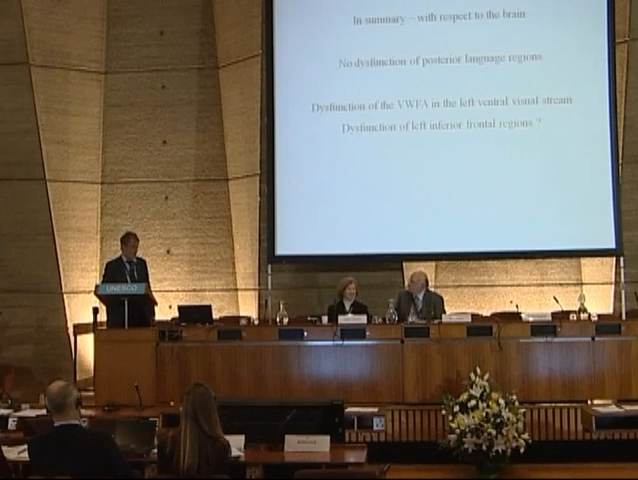 In summary – with respect to the brain
No dysfunction of posterior language regions
Dysfunction of the VWFA in the left ventral visual stream
Dysfunction of left inferior frontal regions ?
UNESCO